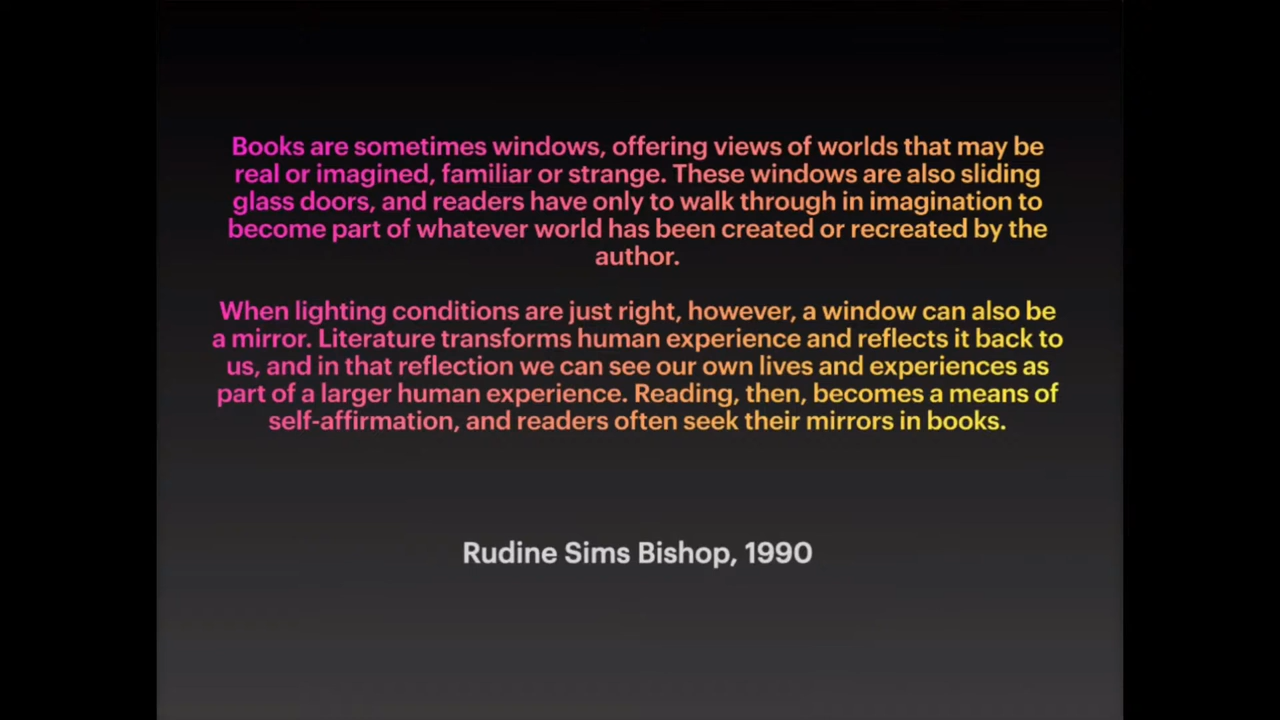 Books are sometimes windows, offering views of worlds that may be
real or imagined, familiar or strange. These windows are also sliding
glass doors, and readers have only to walk through in imagination to
become part of whatever world has been created or recreated by the
author.
When lighting conditions are just right, however, a window can also be
a mirror. Literature transforms human experience and reflects it back to
us, and in that reflection we can see our own lives and experiences as
part of a larger human experience. Reading, then, becomes a means of
self-affirmation, and readers often seek their mirrors in books.
Rudine Sims Bishop, 1990